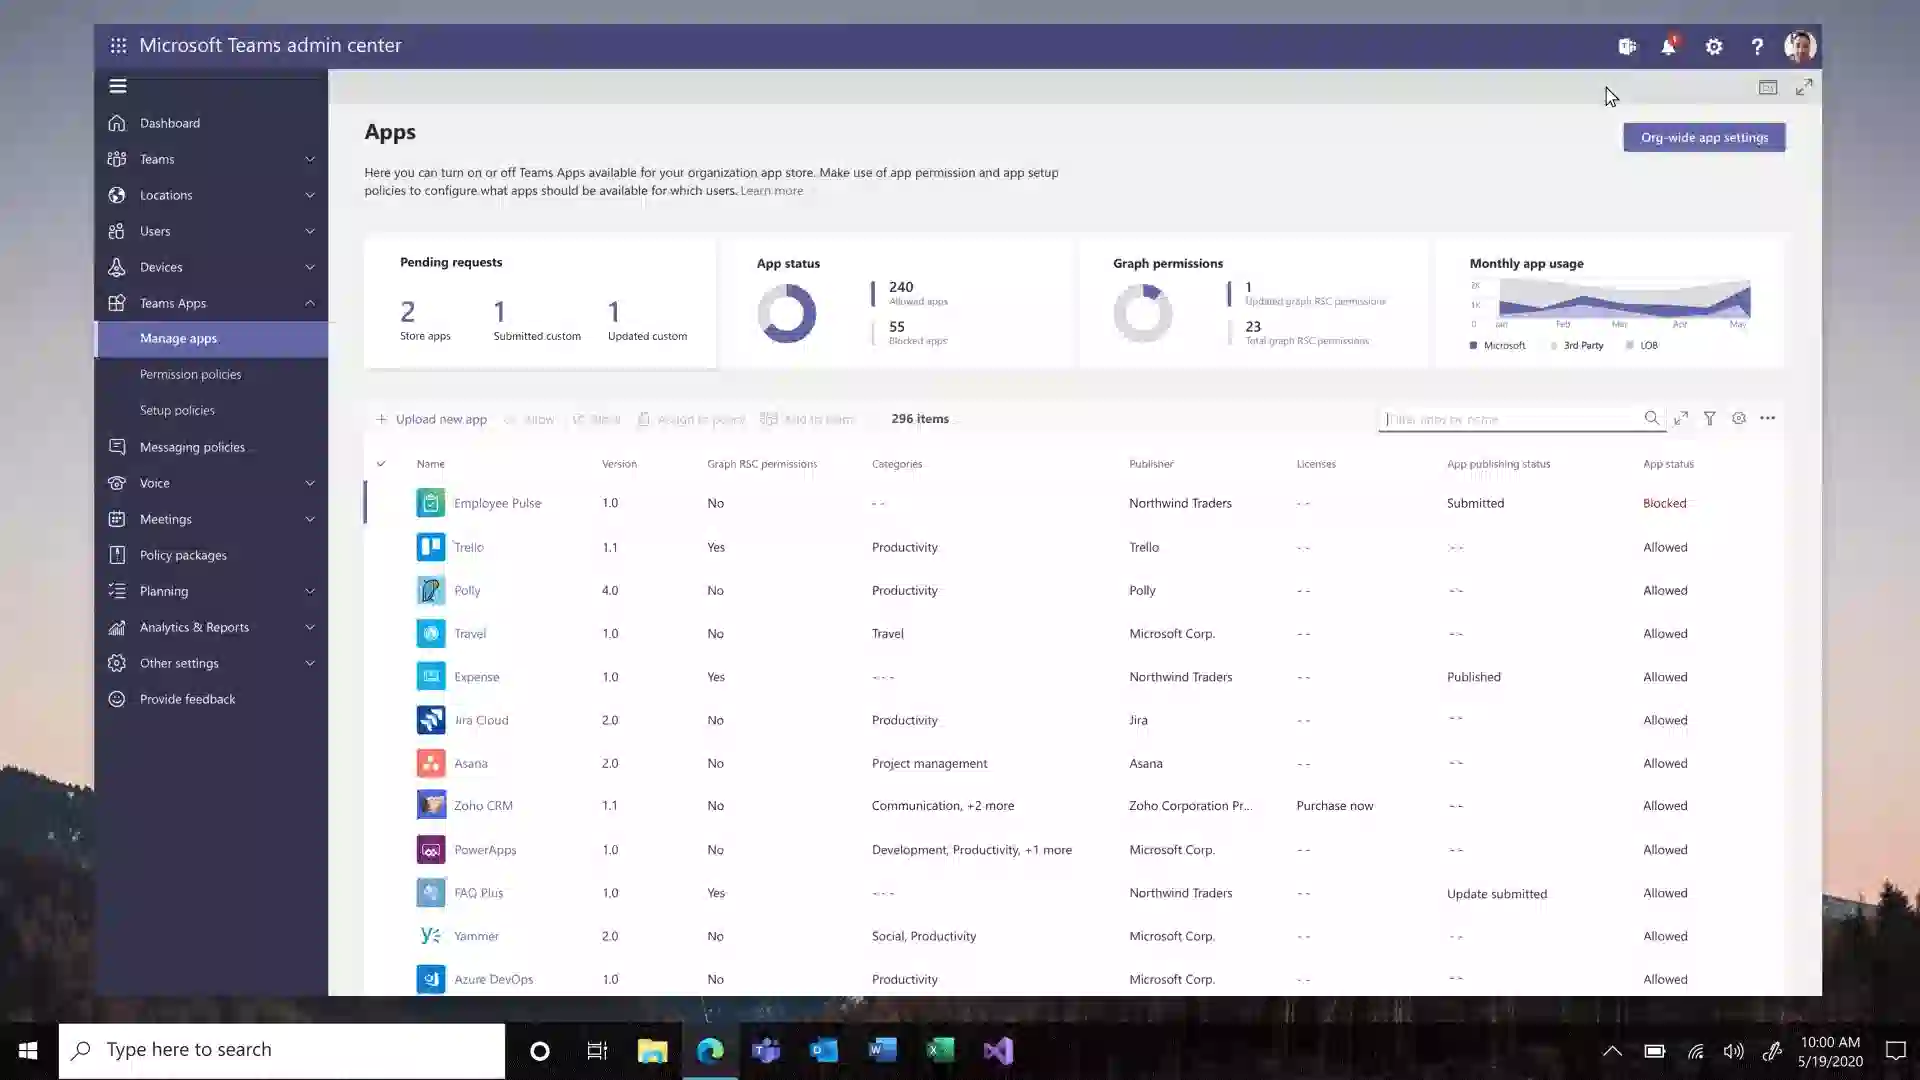 Microsoft Teams admin center
1
Dashboard
Teams
Locations
Users
Devices
Teams Apps
Manage apps
Permission policies
Setup policies
Messaging policies
Voice
Meetings
Policy packages
Planning
Analytics & Reports
Other settings
Provide feedback
Apps
Org-wide app settings
Here you can turn on or off Teams Apps available for your organization app store. Make use of app permission and app setup
policies to configure what apps should be available for which users. Learn more
Pending requests
2 1 1
Store apps Submitted custom Updated custom
App status
240
Allowed apps
55
Blocked apps
Graph permissions
1
Updated graph RSC permissions
23
Total graph RSC permissions
Monthly app usage
2K
1K
0 Jan Feb Mar Apr May
Microsoft 3rd Party LOB
+ Upload new app Allow Block Assign to policy Add to team 296 items
Filter apps by name
Name Version Graph RSC permissions Categories Publisher Licenses App publishing status App status
Employee Pulse 1.0 No -- Northwind Traders -- Submitted Blocked
Trello 1.1 Yes Productivity Trello -- -- Allowed
Polly 4.0 No Productivity Polly -- -- Allowed
Travel 1.0 No Travel Microsoft Corp. -- -- Allowed
Expense 1.0 Yes --- Northwind Traders -- Published Allowed
Jira Cloud 2.0 No Productivity Jira -- -- Allowed
Asana 2.0 No Project management Asana -- -- Allowed
Zoho CRM 1.1 No Communication, +2 more Zoho Corporation Pr... Purchase now -- Allowed
PowerApps 1.0 No Development, Productivity, +1 more Microsoft Corp. -- -- Allowed
FAQ Plus 1.0 Yes --- Northwind Traders -- Update submitted Allowed
Yammer 2.0 No Social, Productivity Microsoft Corp. -- -- Allowed
Azure DevOps 1.0 No Productivity Microsoft Corp. -- -- Allowed
Type here to search
10:00 AM
5/19/2020